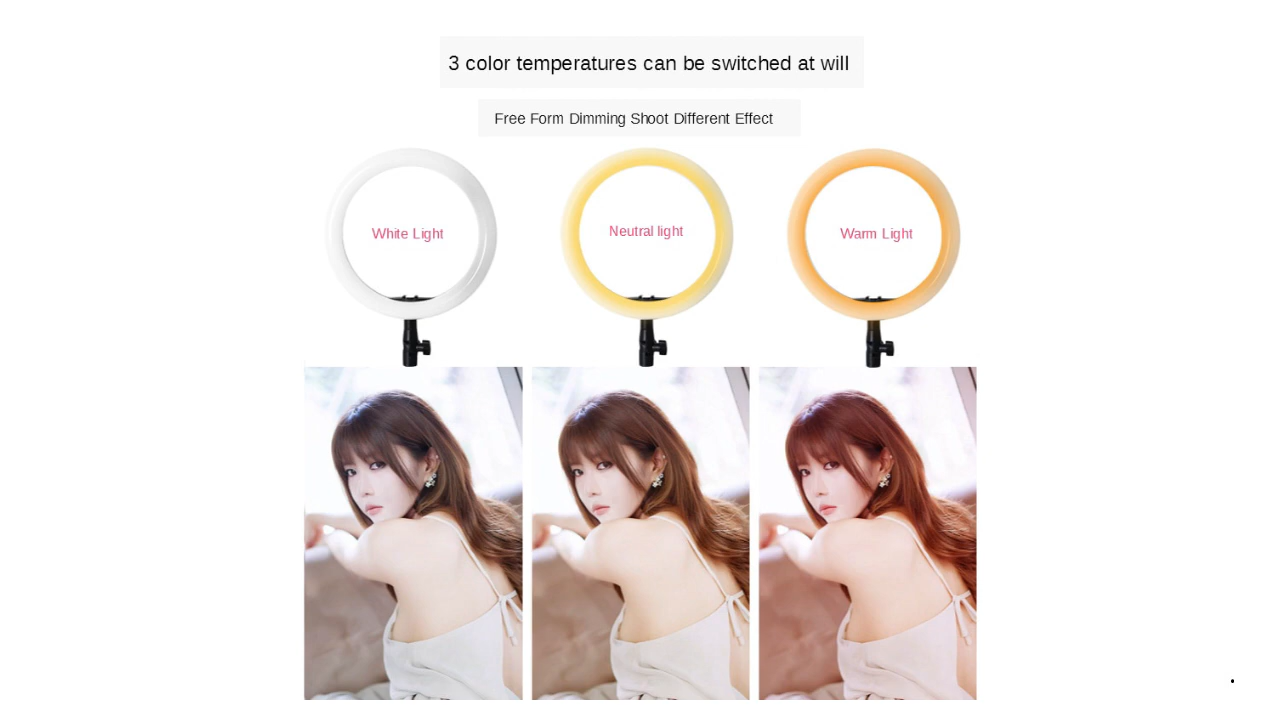 3 color temperatures can be switched at will
Free Form Dimming Shoot Different Effect
White Light
Neutral light
Warm Light